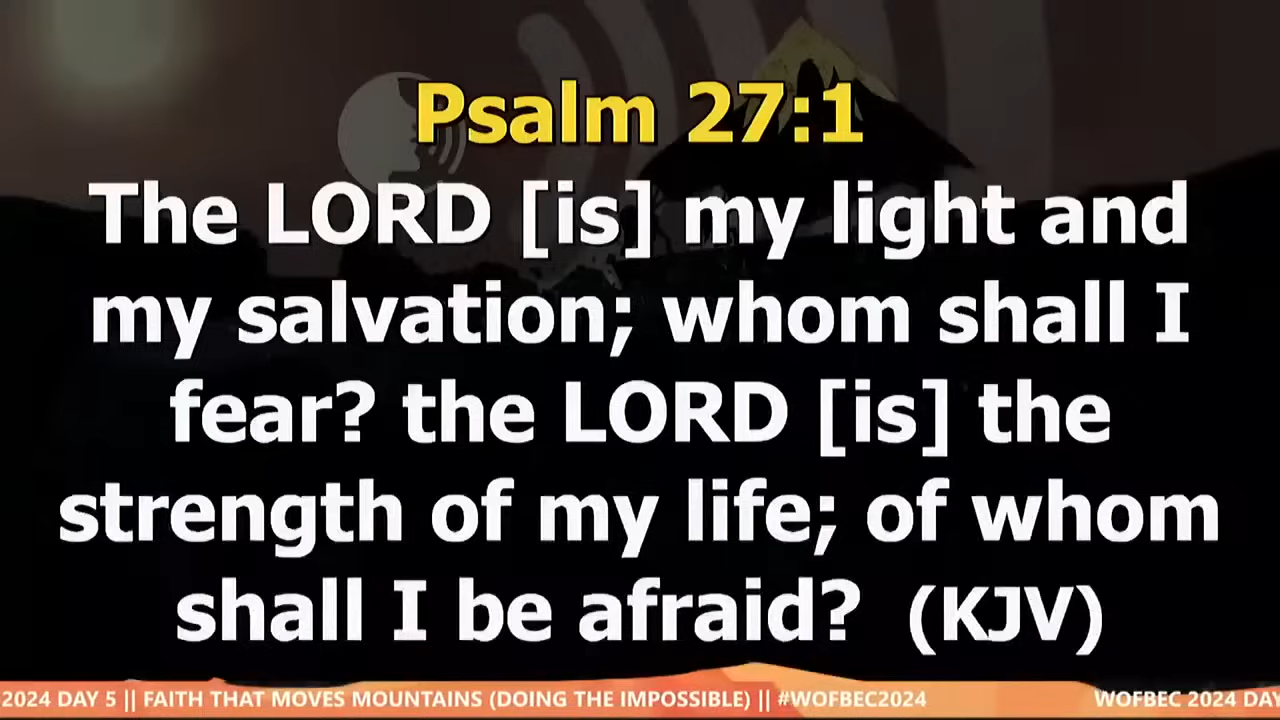 Psalm 27:1
The LORD [is] my light and
my salvation; whom shall I
fear? the LORD [is] the
strength of my life; of whom
shall I be afraid? (KJV)
2024 DAY 5 || FAITH THAT MOVES MOUNTAINS (DOING THE IMPOSSIBLE) || #WOFBEC2024 WOFBEC 2024 DAY